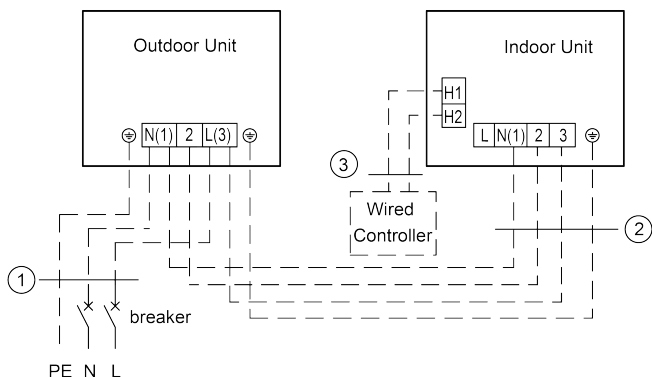 Outdoor Unit
Indoor Unit
N(1) 2 L(3)
H1
H2
L N(1) 2 3
3
Wired
Controller
2
1
breaker
PE N L